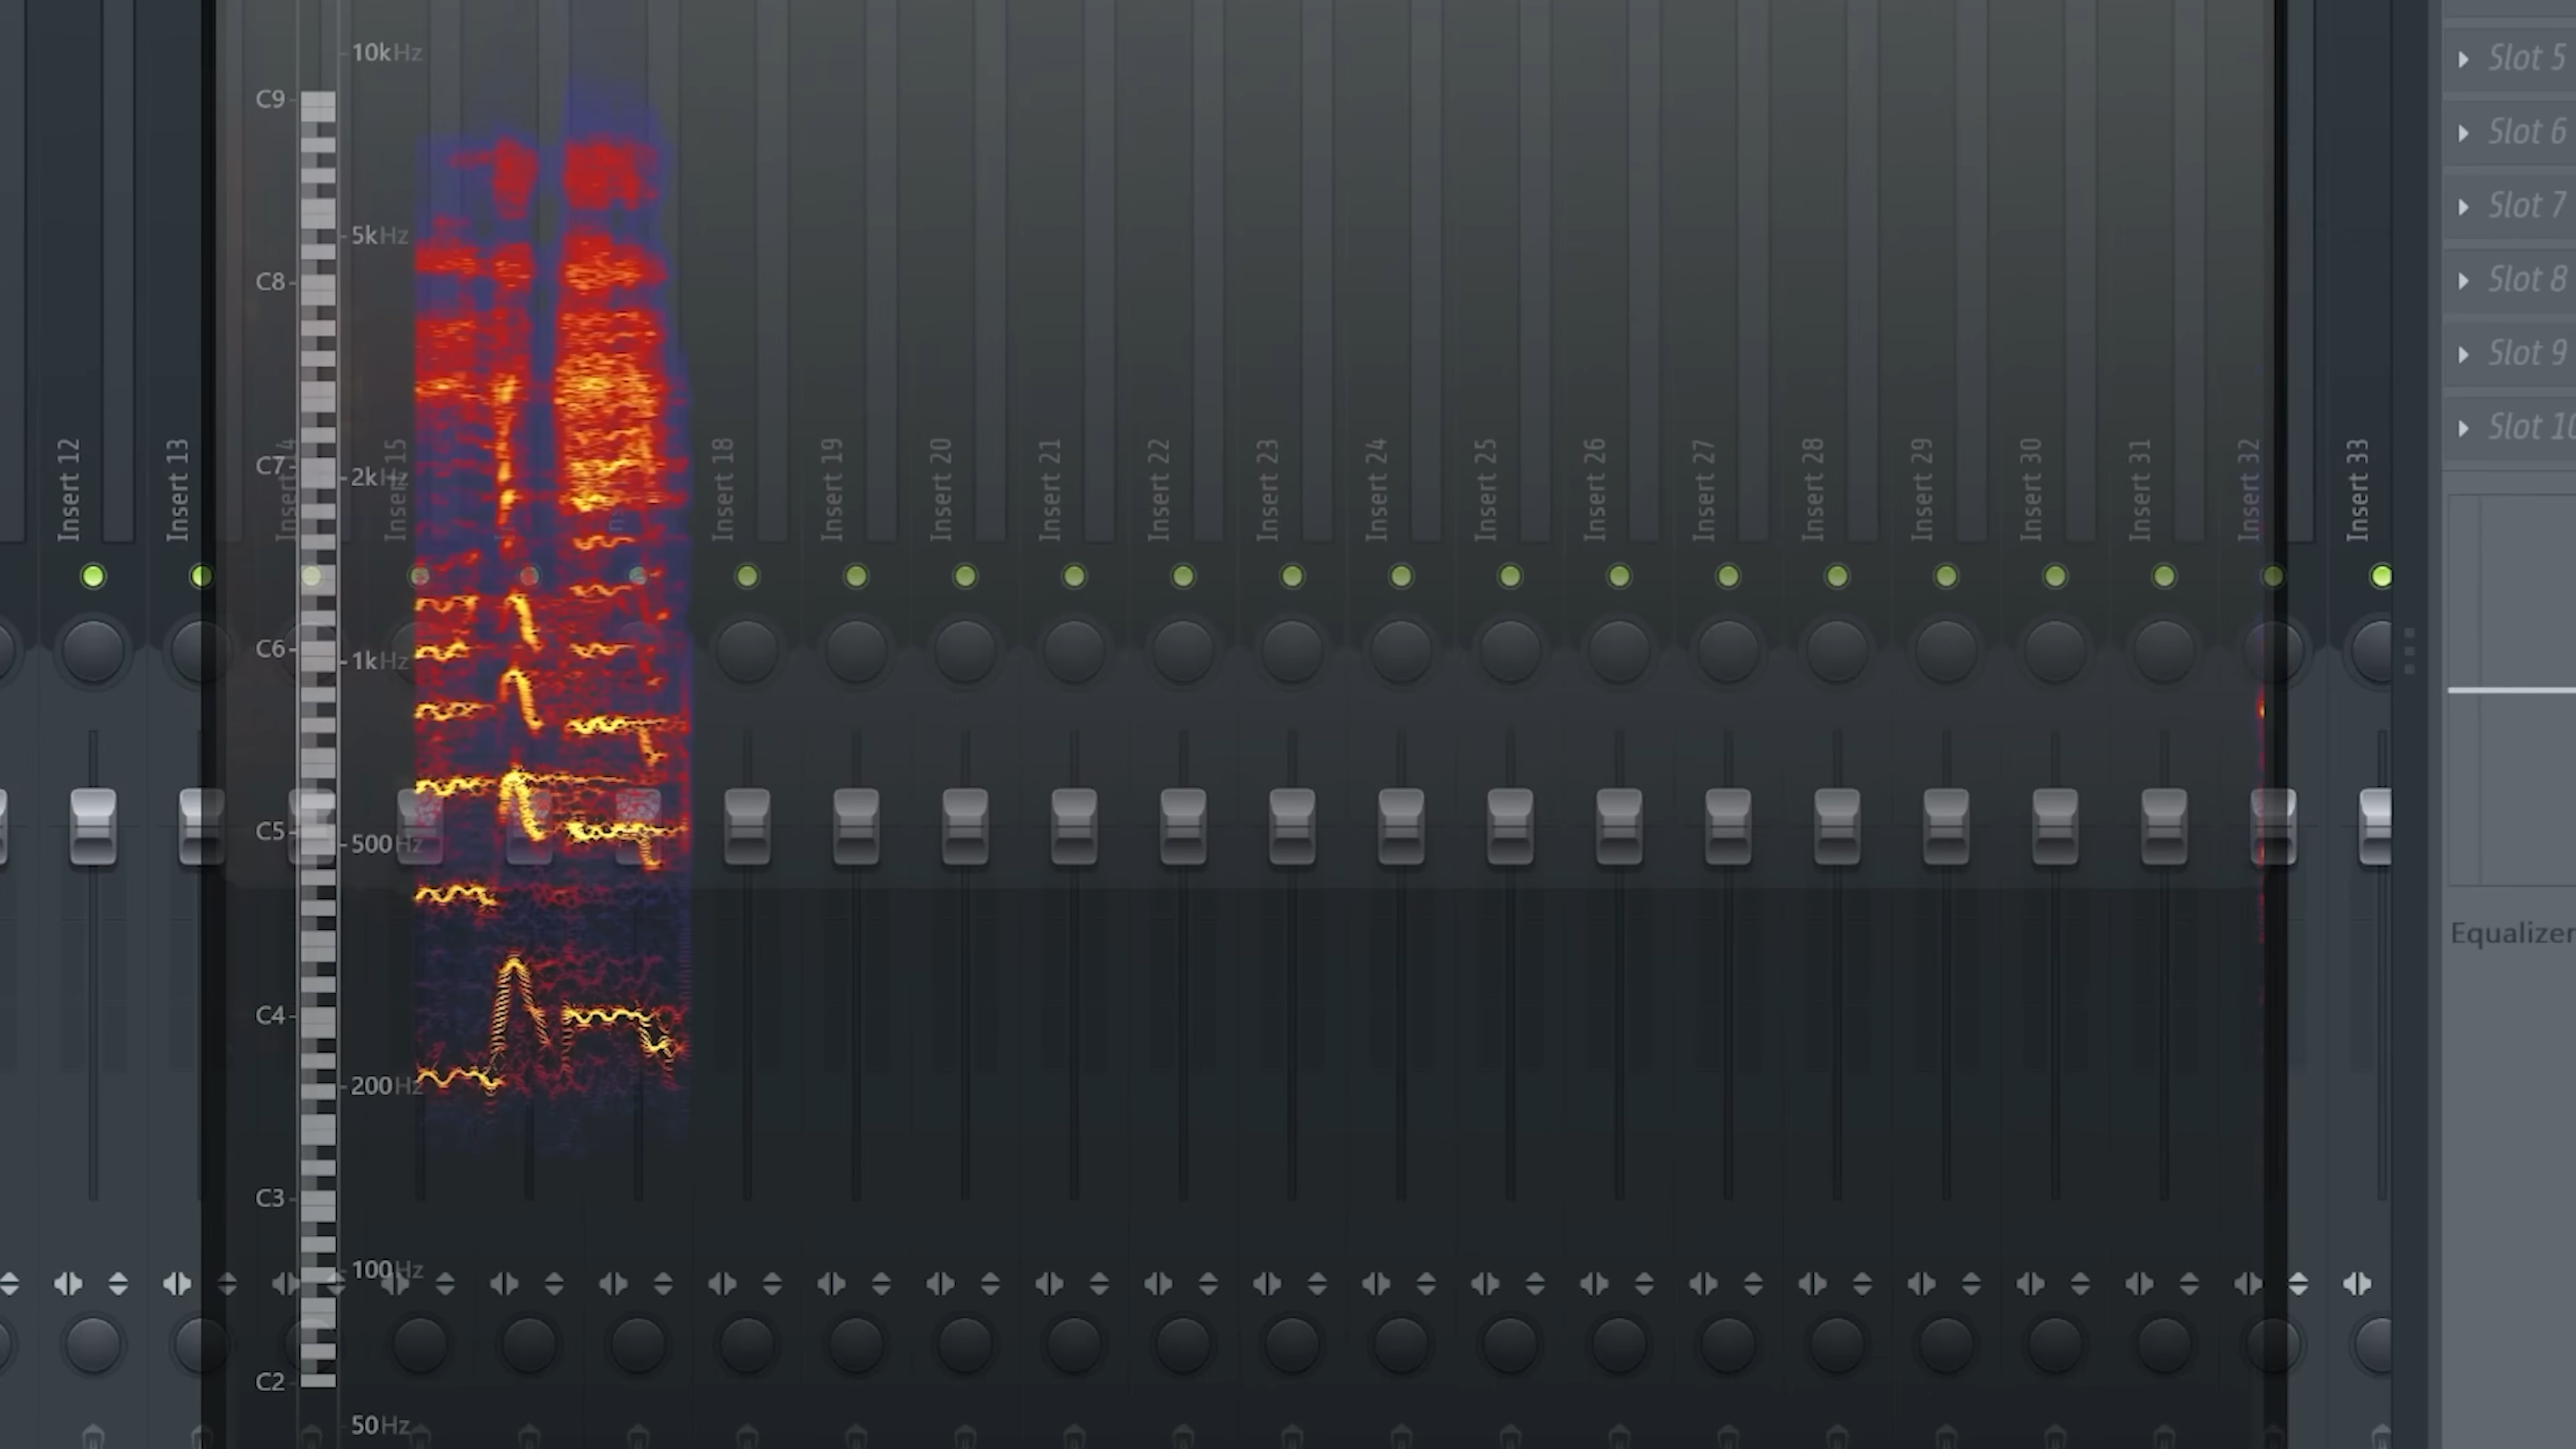 10kHz
C9
5kHz
C8
C7
2kHz
C6
1kHz
C5
500Hz
C4
200Hz
C3
100Hz
C2
50Hz
Insert 12
Insert 13
Insert 15
Insert 18
Insert 19
Insert 20
Insert 21
Insert 22
Insert 23
Insert 24
Insert 25
Insert 26
Insert 27
Insert 28
Insert 29
Insert 30
Insert 31
Insert 32
Insert 33
Slot 5
Slot 6
Slot 7
Slot 8
Slot 9
Slot 10
Equalizer